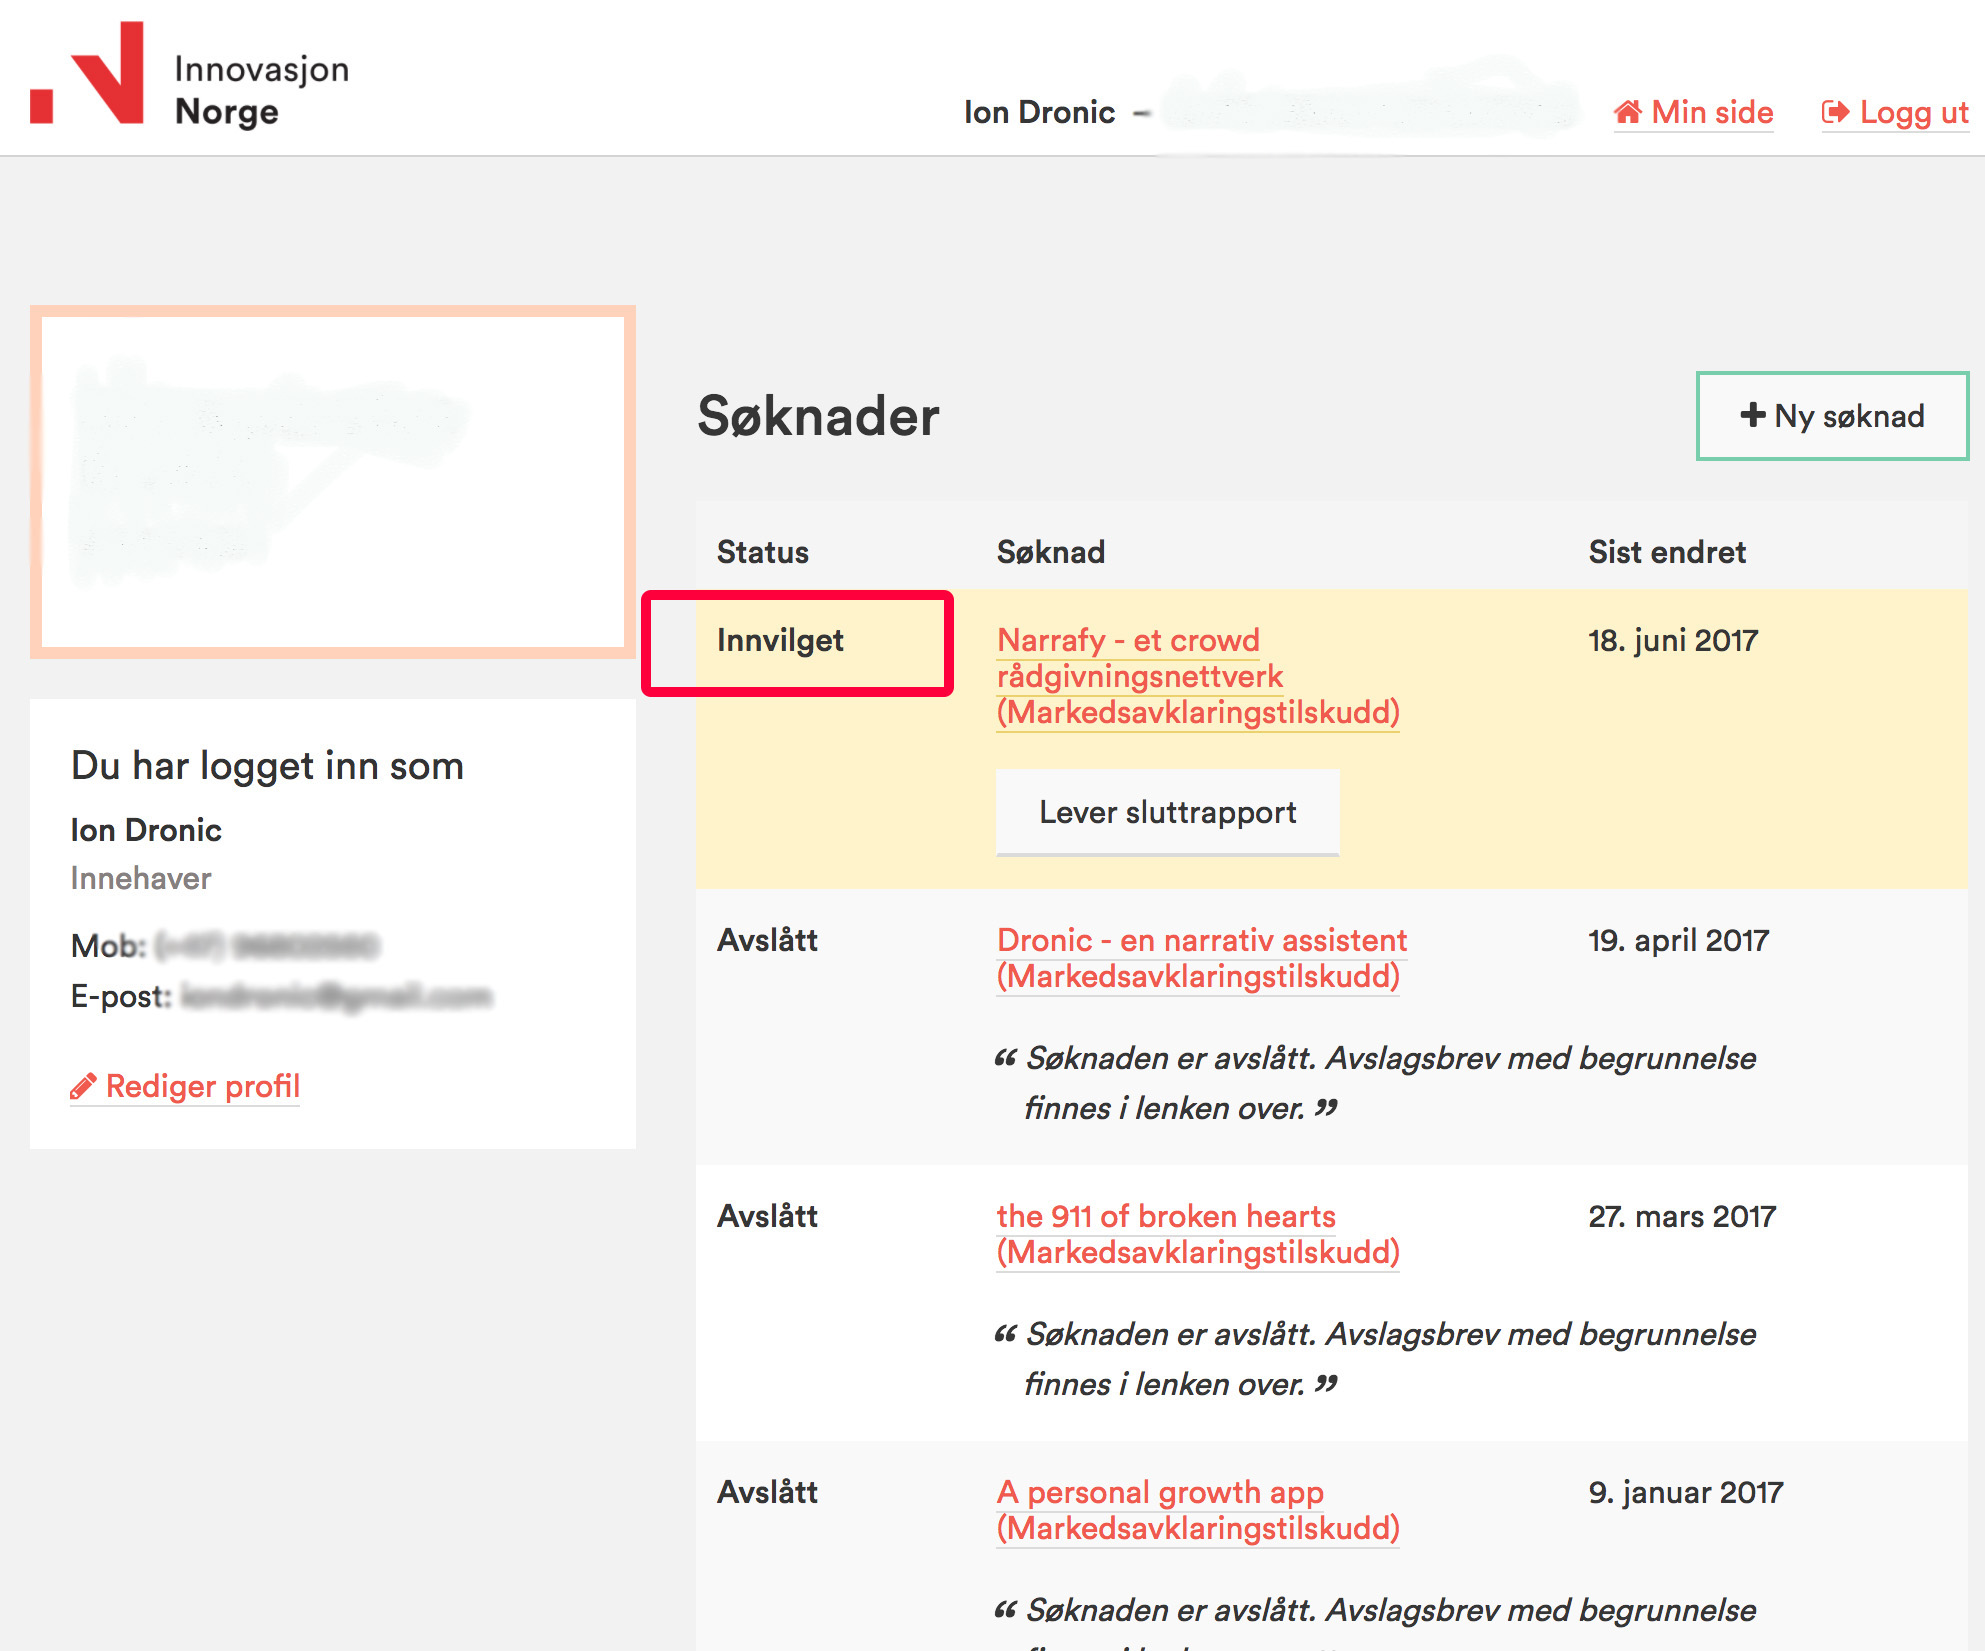 Innovasjon
Norge
Ion Dronic –
Min side
Logg ut
Søknader
Ny søknad
Status Søknad Sist endret
Innvilget Narrafy - et crowd 18. juni 2017
rådgivningsnettverk
(Markedsavklaringstilskudd)
Lever sluttrapport
Du har logget inn som
Ion Dronic
Innehaver
Mob:
E-post:
Rediger profil
Avslått Dronic - en narrativ assistent 19. april 2017
(Markedsavklaringstilskudd)
“ Søknaden er avslått. Avslagsbrev med begrunnelse
finnes i lenken over. ”
Avslått the 911 of broken hearts 27. mars 2017
(Markedsavklaringstilskudd)
“ Søknaden er avslått. Avslagsbrev med begrunnelse
finnes i lenken over. ”
Avslått A personal growth app 9. januar 2017
(Markedsavklaringstilskudd)
“ Søknaden er avslått. Avslagsbrev med begrunnelse